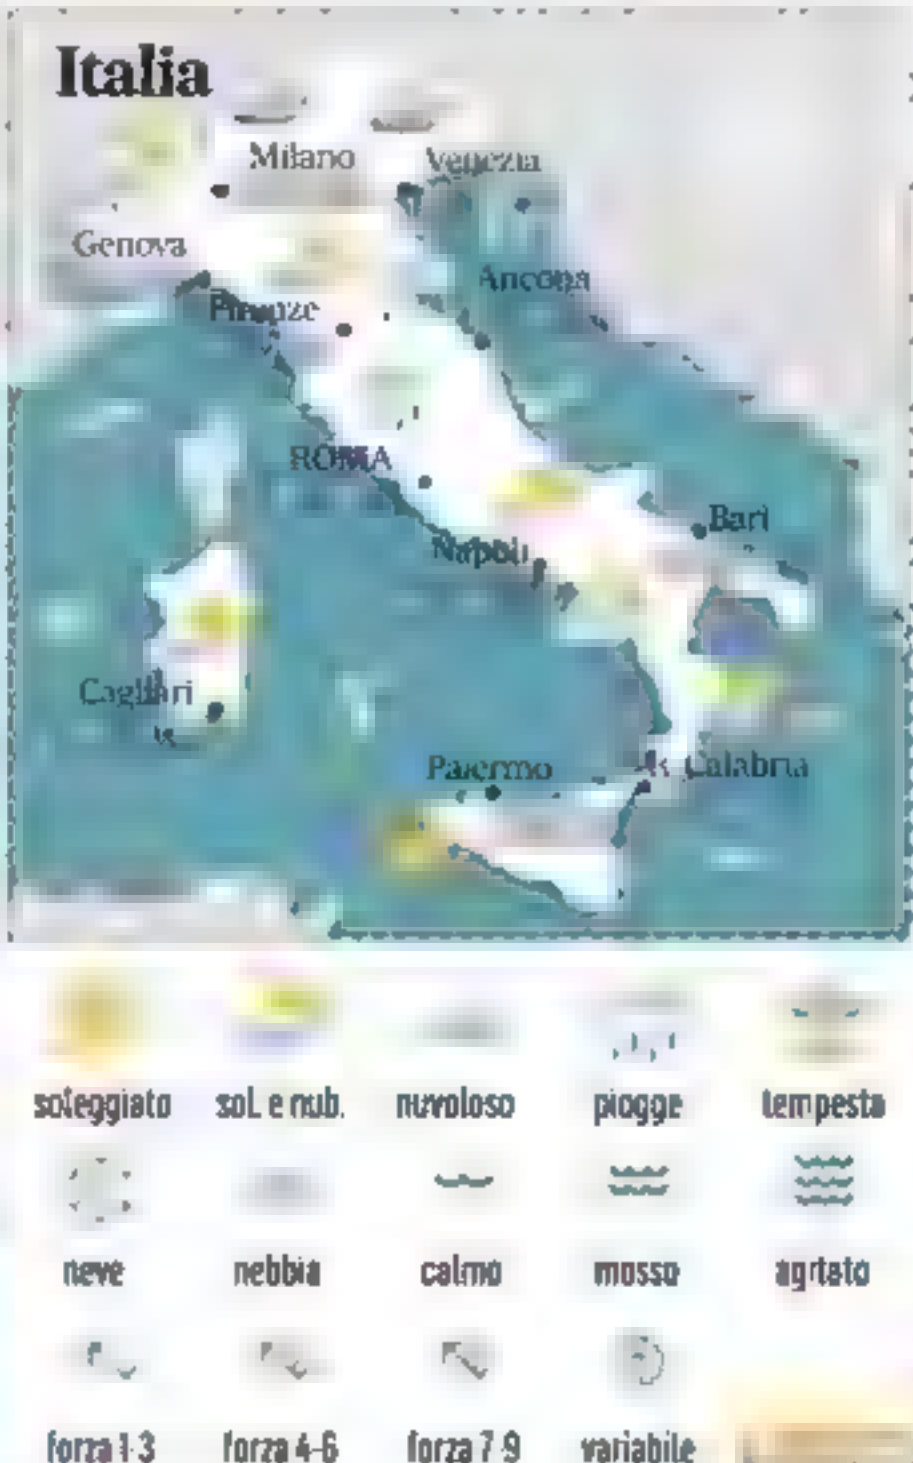 Italia
Milano
Venezia
Genova
Ancona
Firenze
ROMA
Bari
Napoli
Cagliari
Palermo
R. Calabria
soleggiato sol. e nub. nuvoloso piogge tempesta
neve nebbia calmo mosso agitato
forza 1-3 forza 4-6 forza 7-9 variabile